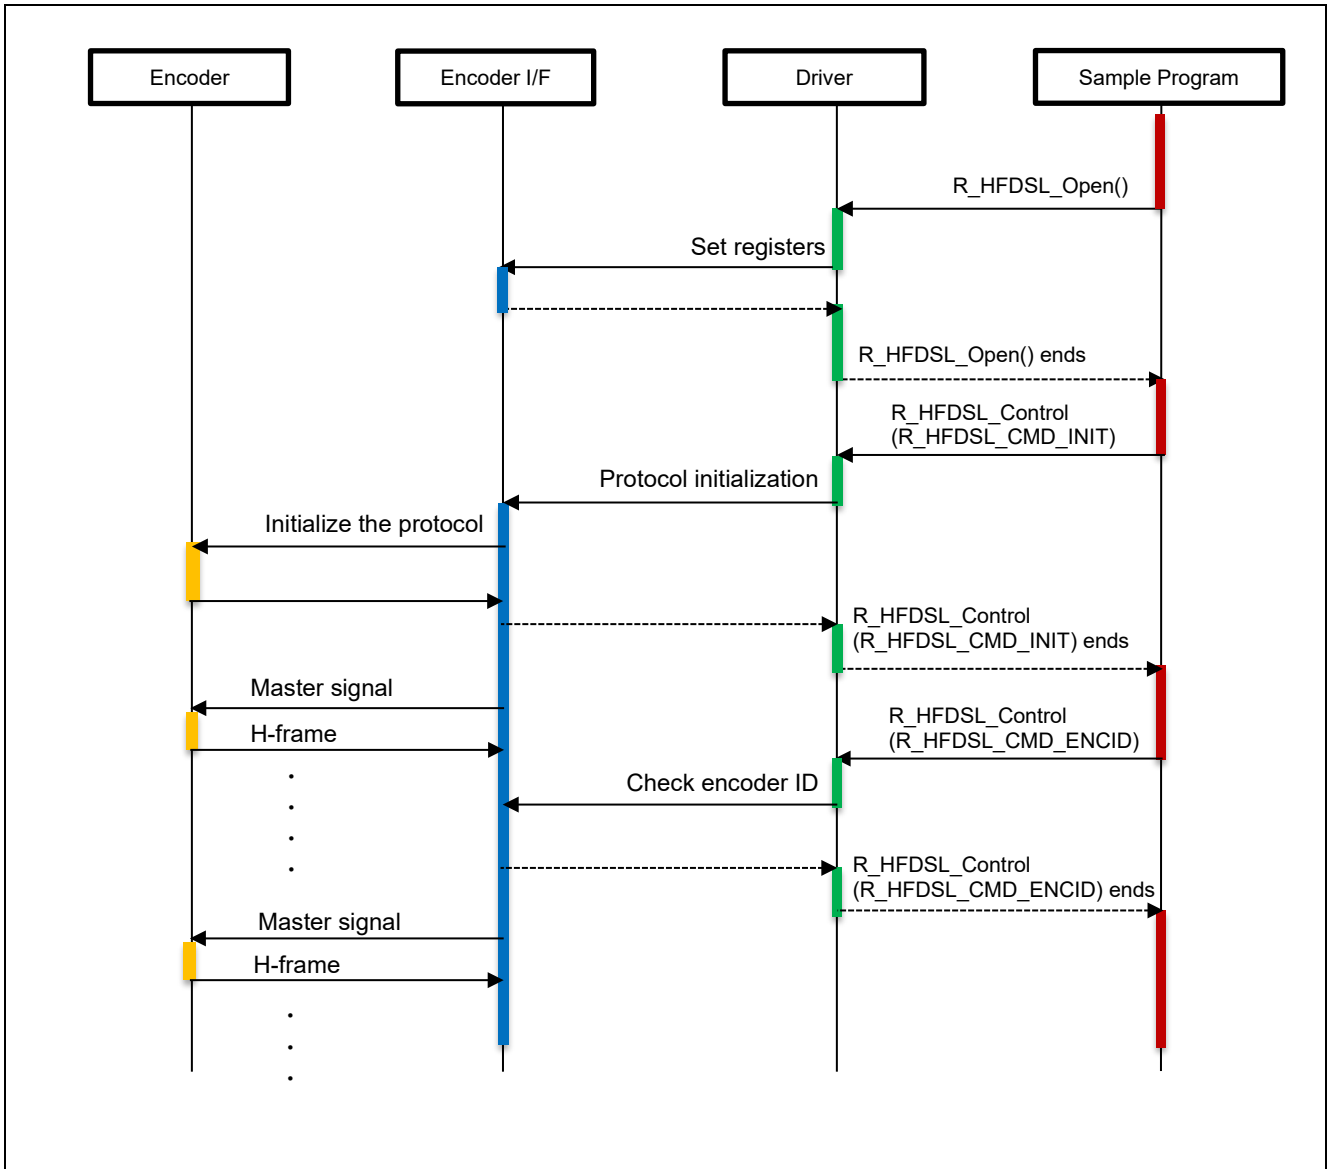 Encoder
Encoder I/F
Driver
Sample Program
R_HFDSL_Open()
Set registers
R_HFDSL_Open() ends
R_HFDSL_Control
(R_HFDSL_CMD_INIT)
Protocol initialization
Initialize the protocol
R_HFDSL_Control
(R_HFDSL_CMD_INIT) ends
Master signal
R_HFDSL_Control
(R_HFDSL_CMD_ENCID)
H-frame
Check encoder ID
R_HFDSL_Control
(R_HFDSL_CMD_ENCID) ends
Master signal
H-frame